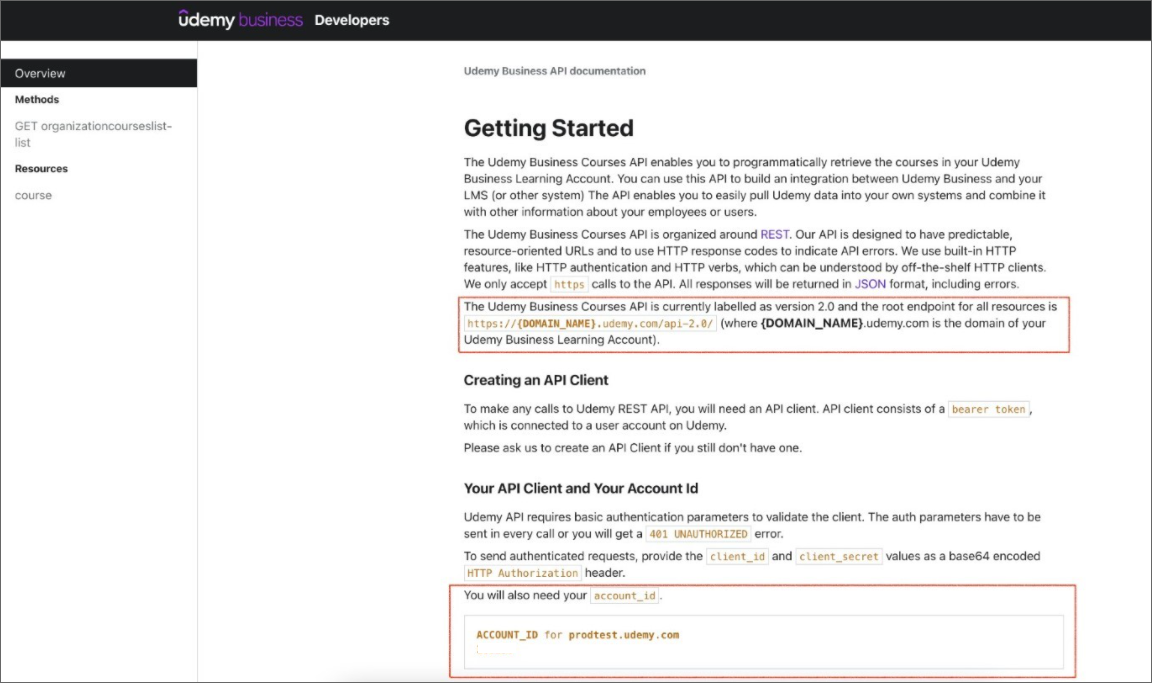 udemy business Developers
Overview
Methods
GET organizationcourseslist-
list
Resources
course
Udemy Business API documentation
Getting Started
The Udemy Business Courses API enables you to programmatically retrieve the courses in your Udemy
Business Learning Account. You can use this API to build an integration between Udemy Business and your
LMS (or other system) The API enables you to easily pull Udemy data into your own systems and combine it
with other information about your employees or users.
The Udemy Business Courses API is organized around REST. Our API is designed to have predictable,
resource-oriented URLs and to use HTTP response codes to indicate API errors. We use built-in HTTP
features, like HTTP authentication and HTTP verbs, which can be understood by off-the-shelf HTTP clients.
We only accept https calls to the API. All responses will be returned in JSON format, including errors.
The Udemy Business Courses API is currently labelled as version 2.0 and the root endpoint for all resources is
https://{DOMAIN_NAME}.udemy.com/api-2.0/ (where {DOMAIN_NAME}.udemy.com is the domain of your
Udemy Business Learning Account).
Creating an API Client
To make any calls to Udemy REST API, you will need an API client. API client consists of a bearer token,
which is connected to a user account on Udemy.
Please ask us to create an API Client if you still don't have one.
Your API Client and Your Account Id
Udemy API requires basic authentication parameters to validate the client. The auth parameters have to be
sent in every call or you will get a 401 UNAUTHORIZED error.
To send authenticated requests, provide the client_id and client_secret values as a base64 encoded
HTTP Authorization header.
You will also need your account_id.
ACCOUNT_ID for prodtest.udemy.com